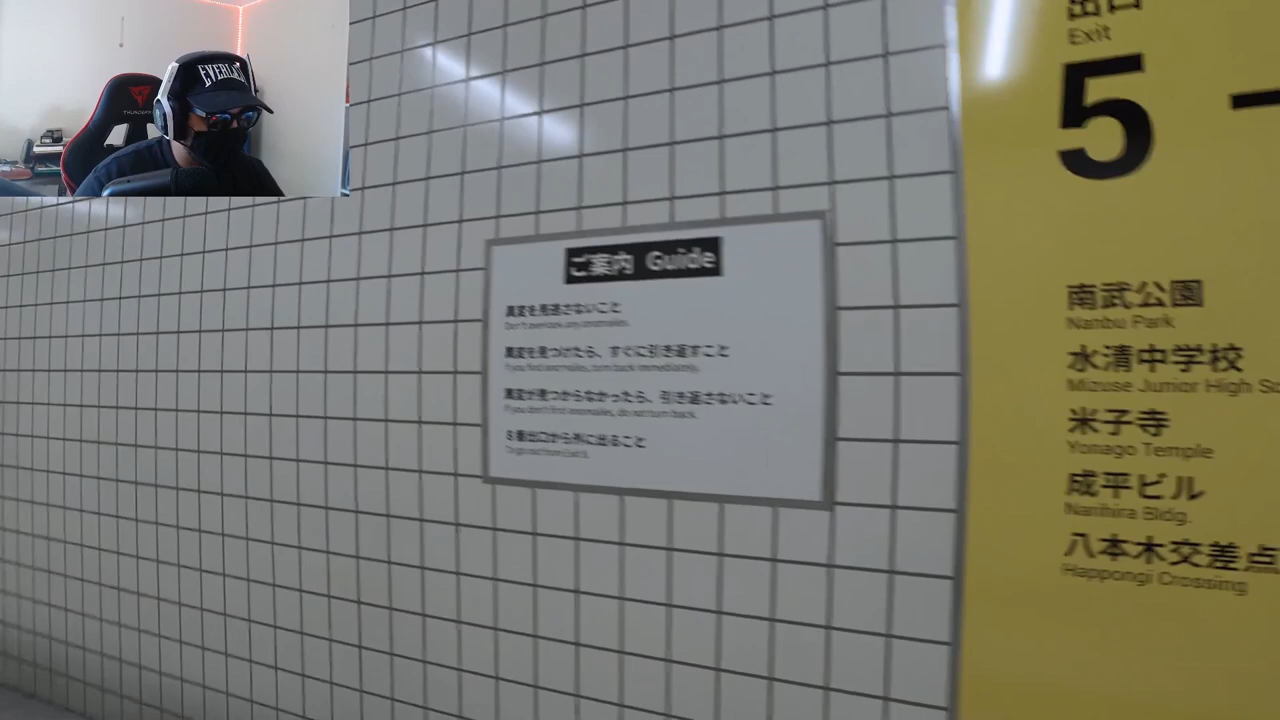 EVERLAST
出口
Exit
5
ご案内 Guide
異変を見逃さないこと
Don't overlook any anomalies.
異変を見つけたら、すぐに引き返すこと
If you find anomalies, turn back immediately.
異変が見つからなかったら、引き返さないこと
If you don't find anomalies, do not turn back.
8番出口から外に出ること
To go out from Exit 8.
南武公園
Nanbu Park
水清中学校
Mizuse Junior High Sc
米子寺
Yonago Temple
成平ビル
Narihira Bldg.
八本木交差点
Happongi Crossing